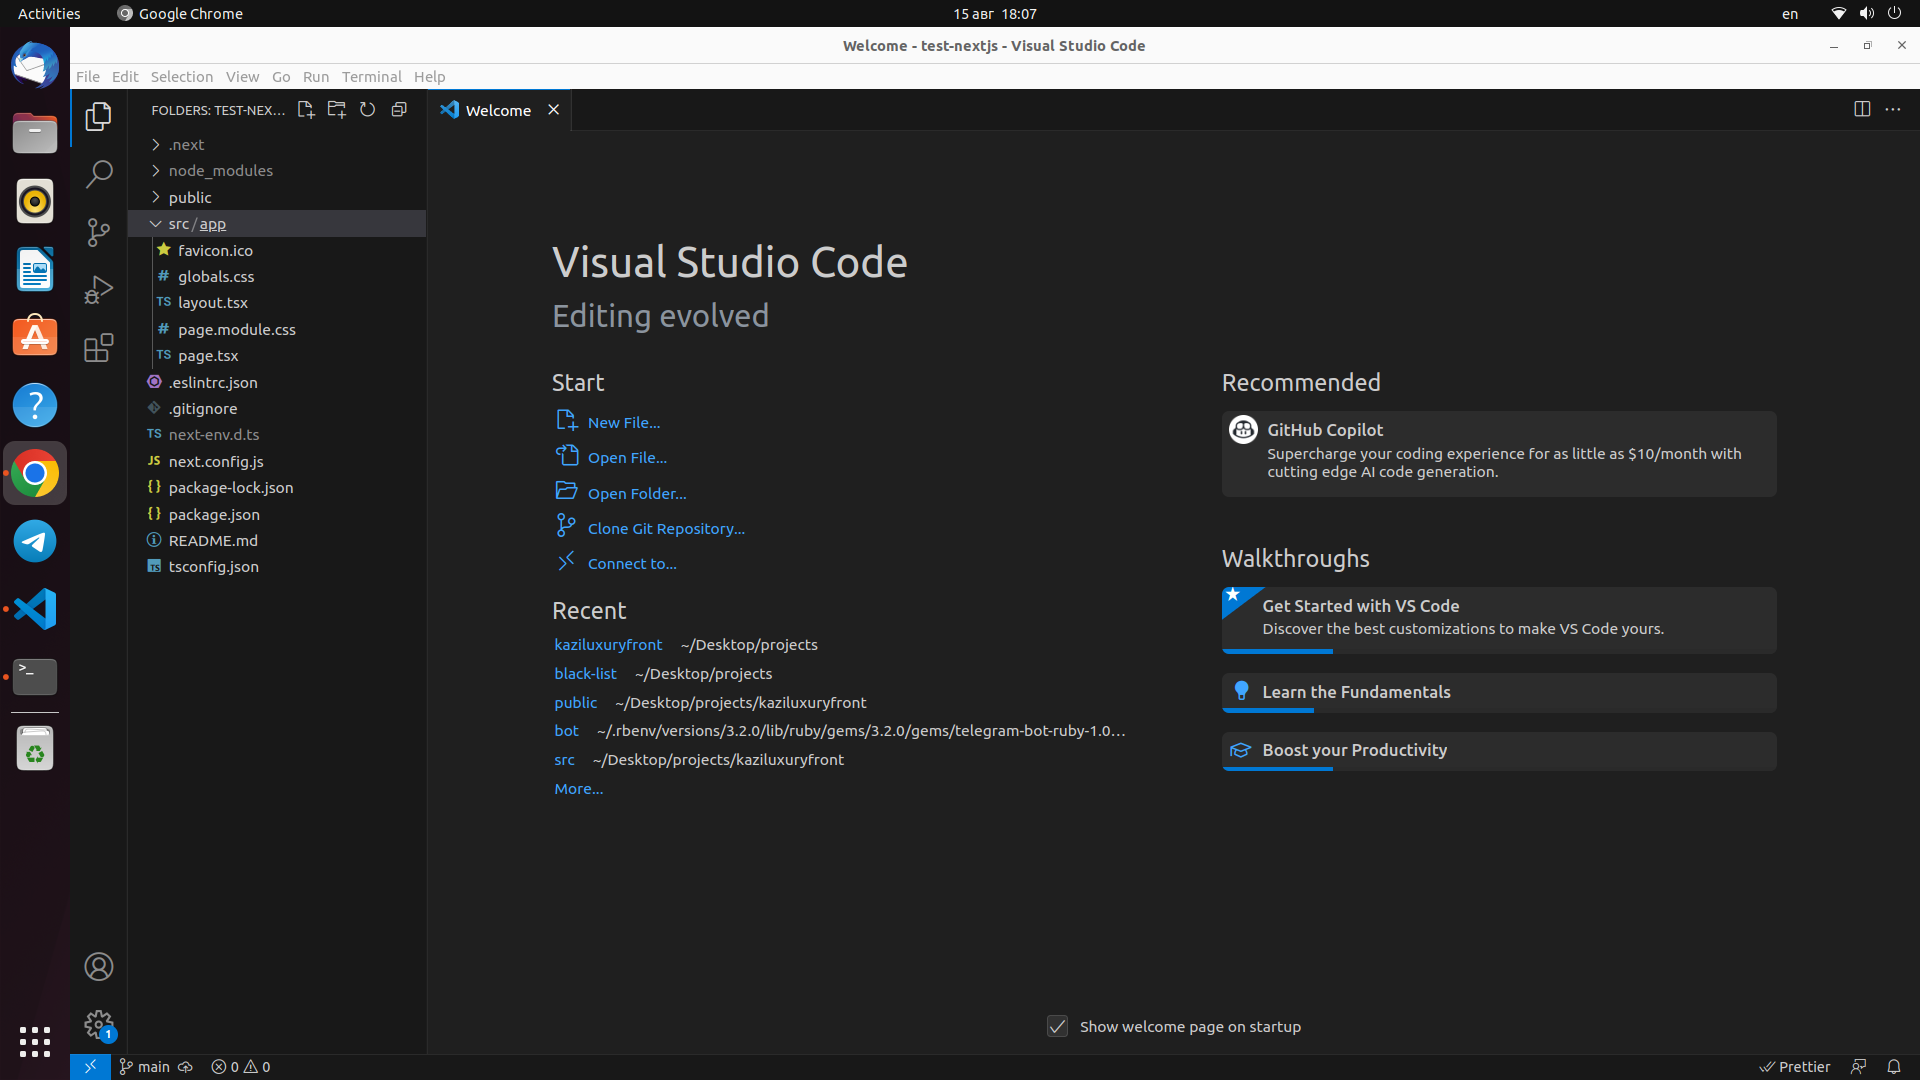 Activities Google Chrome 15 авг 18:07 en
Welcome - test-nextjs - Visual Studio Code
File Edit Selection View Go Run Terminal Help
FOLDERS: TEST-NEX...
.next
node_modules
public
src / app
favicon.ico
# globals.css
TS layout.tsx
# page.module.css
TS page.tsx
.eslintrc.json
.gitignore
TS next-env.d.ts
JS next.config.js
{} package-lock.json
{} package.json
README.md
TS tsconfig.json
1
Welcome
Visual Studio Code
Editing evolved
Start
New File...
Open File...
Open Folder...
Clone Git Repository...
Connect to...
Recent
kaziluxuryfront ~/Desktop/projects
black-list ~/Desktop/projects
public ~/Desktop/projects/kaziluxuryfront
bot ~/.rbenv/versions/3.2.0/lib/ruby/gems/3.2.0/gems/telegram-bot-ruby-1.0...
src ~/Desktop/projects/kaziluxuryfront
More...
Recommended
GitHub Copilot
Supercharge your coding experience for as little as $10/month with
cutting edge AI code generation.
Walkthroughs
Get Started with VS Code
Discover the best customizations to make VS Code yours.
Learn the Fundamentals
Boost your Productivity
Show welcome page on startup
main 0 0 Prettier